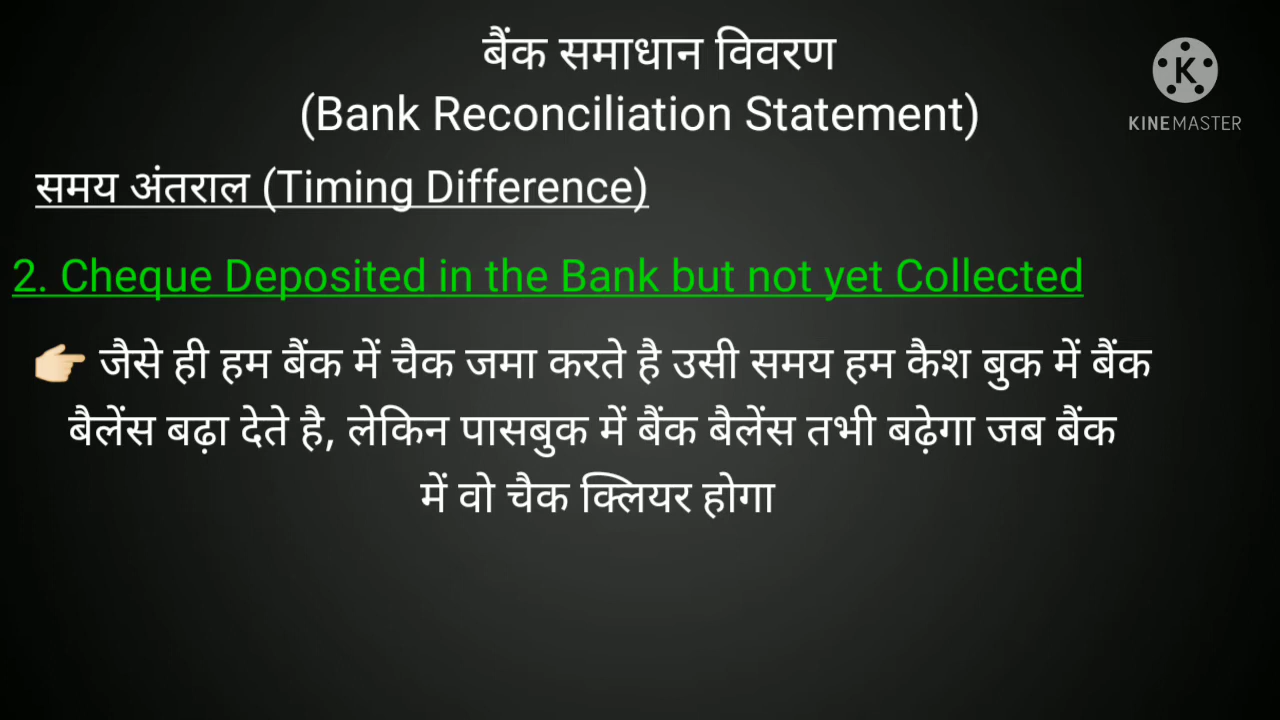 बैंक समाधान विवरण
(Bank Reconciliation Statement)
KINEMASTER
समय अंतराल (Timing Difference)
2. Cheque Deposited in the Bank but not yet Collected
👉🏻 जैसे ही हम बैंक में चैक जमा करते है उसी समय हम कैश बुक में बैंक
बैलेंस बढ़ा देते है, लेकिन पासबुक में बैंक बैलेंस तभी बढ़ेगा जब बैंक
में वो चैक क्लियर होगा